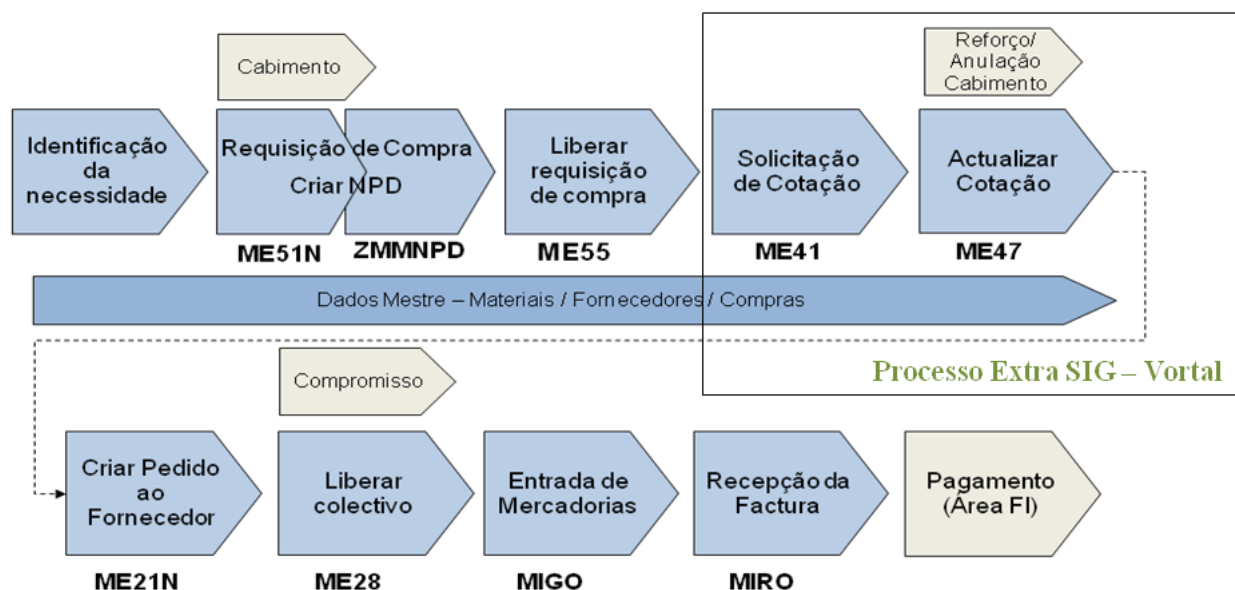 Cabimento
Reforço/
Anulação
Cabimento
Identificação
da
necessidade
Requisição de Compra
Criar NPD
Liberar
requisição
de compra
Solicitação
de Cotação
Actualizar
Cotação
ME51N
ZMMNPD
ME55
ME41
ME47
Dados Mestre – Materiais / Fornecedores / Compras
Processo Extra SIG – Vortal
Compromisso
Criar Pedido
ao
Fornecedor
Liberar
colectivo
Entrada de
Mercadorias
Recepção da
Factura
Pagamento
(Área FI)
ME21N
ME28
MIGO
MIRO